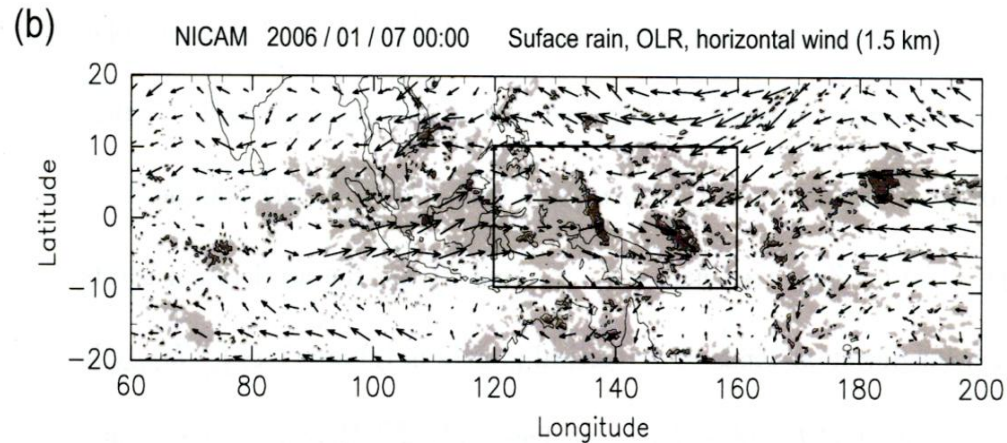 (b)
NICAM 2006 / 01 / 07 00:00 Suface rain, OLR, horizontal wind (1.5 km)
20
10
0
−10
−20
Latitude
60 80 100 120 140 160 180 200
Longitude